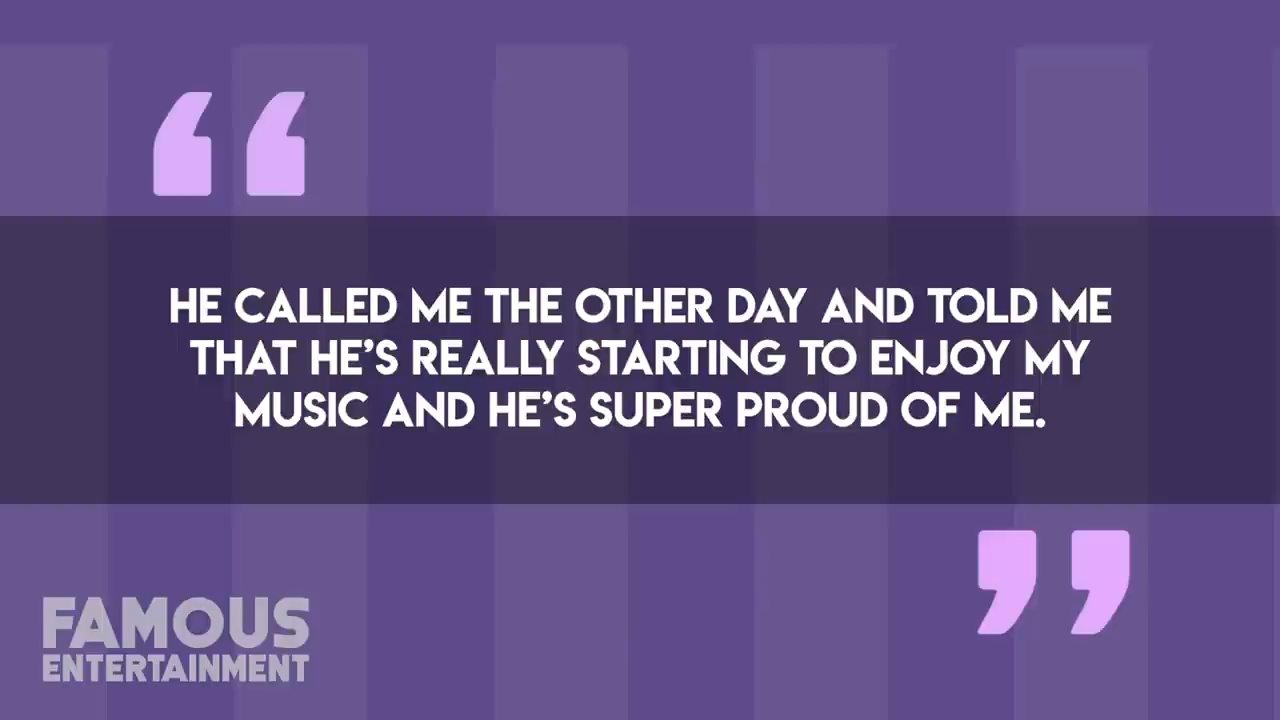 “
HE CALLED ME THE OTHER DAY AND TOLD ME
THAT HE’S REALLY STARTING TO ENJOY MY
MUSIC AND HE’S SUPER PROUD OF ME.
”
FAMOUS
ENTERTAINMENT